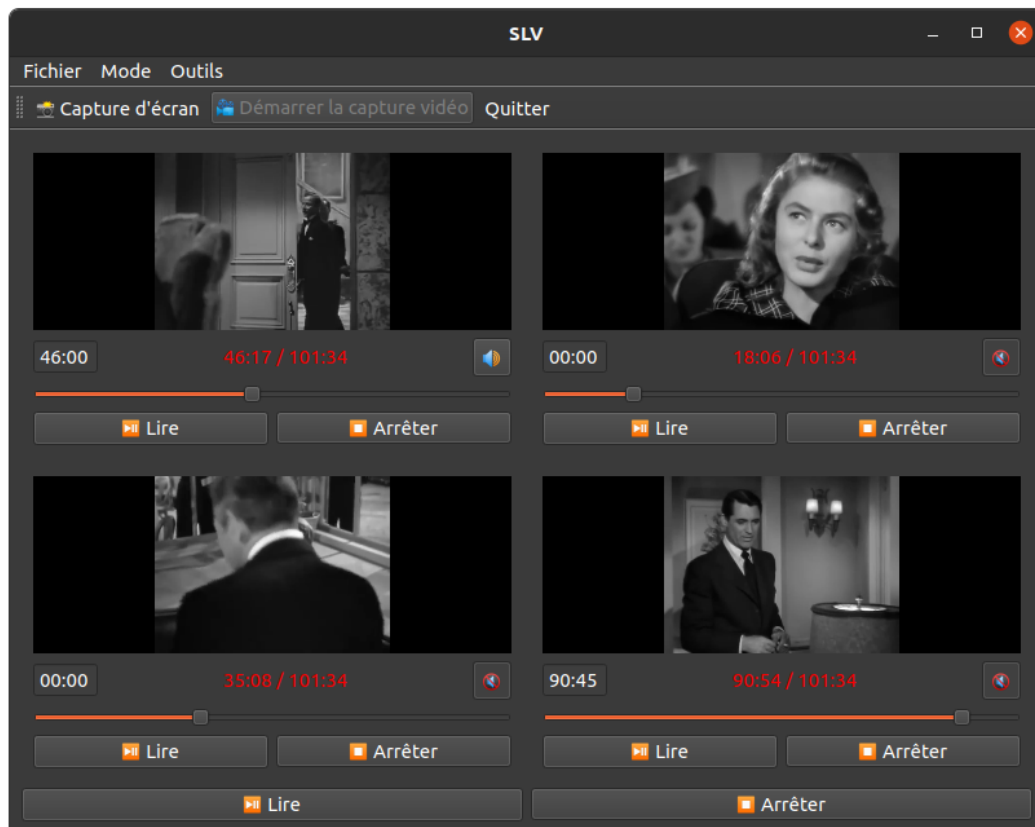 SLV
Fichier Mode Outils
Capture d'écran Démarrer la capture vidéo Quitter
46:00 46:17 / 101:34
00:00 18:06 / 101:34
Lire Arrêter Lire Arrêter
00:00 35:08 / 101:34
90:45 90:54 / 101:34
Lire Arrêter Lire Arrêter
Lire Arrêter